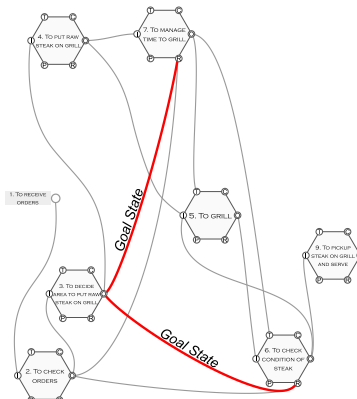 T
C
4. TO PUT RAW
STEAK ON GRILL
I
O
P
R
T
C
7. TO MANAGE
TIME TO GRILL
I
O
P
R
1. TO RECEIVE
ORDERS
Goal State
T
C
5. TO GRILL
I
O
P
R
T
C
9. TO PICKUP
STEAK ON GRILL
AND SERVE
I
P
R
T
C
3. TO DECIDE
AREA TO PUT RAW
STEAK ON GRILL
I
O
P
R
Goal State
T
C
6. TO CHECK
CONDITION OF
STEAK
I
O
P
R
T
C
2. TO CHECK
ORDERS
I
O
P
R